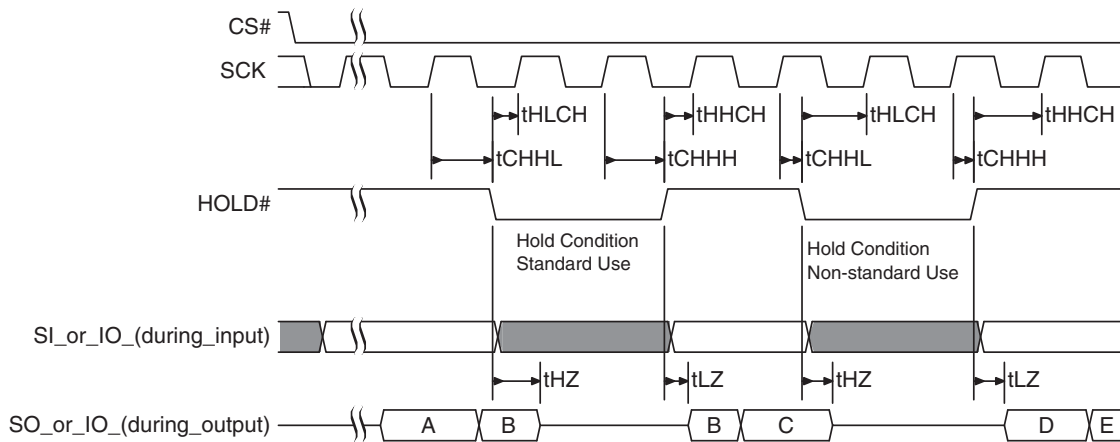 CS#
SCK
tHLCH tHHCH tHLCH tHHCH
tCHHL tCHHH tCHHL tCHHH
HOLD#
Hold Condition
Standard Use
Hold Condition
Non-standard Use
SI_or_IO_(during_input)
tHZ tLZ tHZ tLZ
SO_or_IO_(during_output) A B B C D E